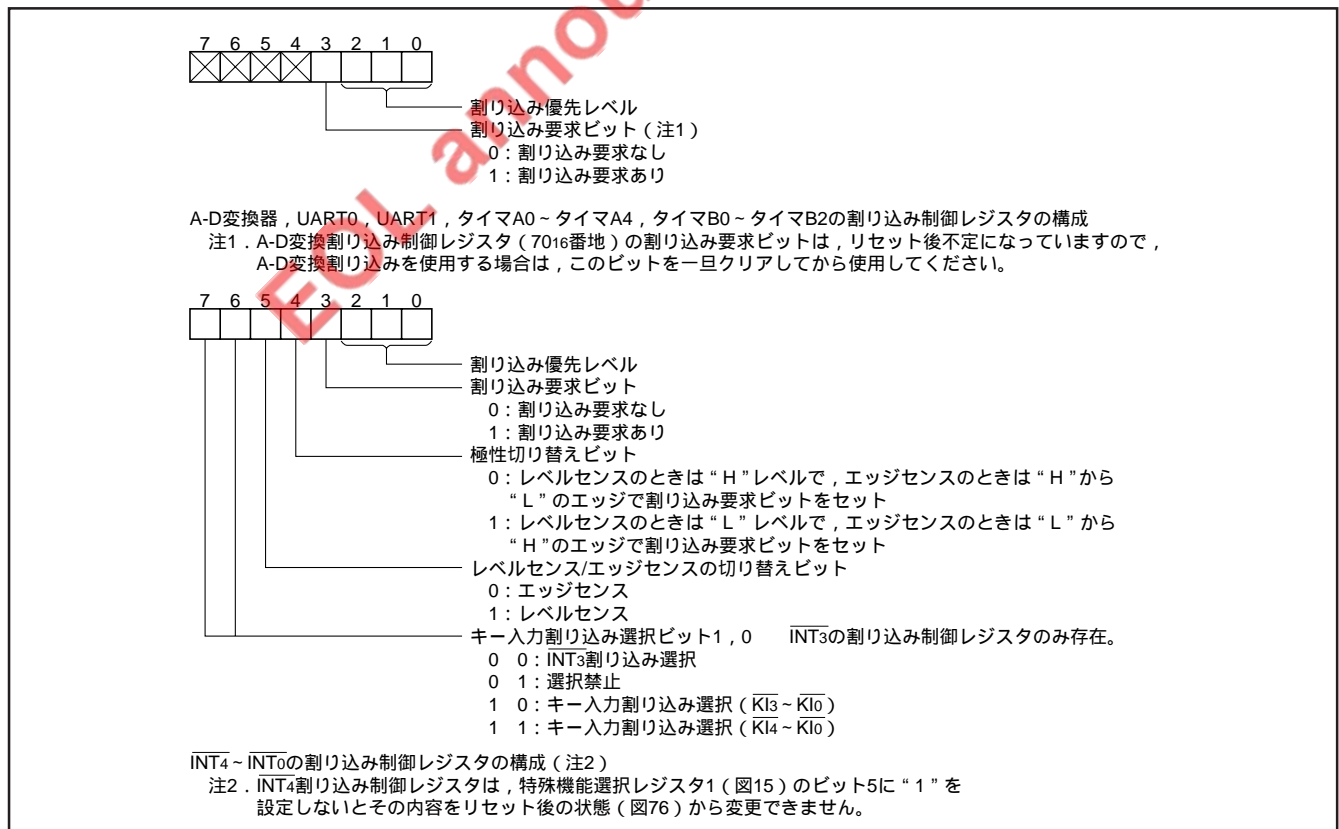 7 6 5 4 3 2 1 0
割り込み優先レベル
割り込み要求ビット（注1）
0：割り込み要求なし
1：割り込み要求あり
A-D変換器，UART0，UART1，タイマA0～タイマA4，タイマB0～タイマB2の割り込み制御レジスタの構成
注1．A-D変換割り込み制御レジスタ（7016番地）の割り込み要求ビットは，リセット後不定になっていますので，
A-D変換割り込みを使用する場合は，このビットを一旦クリアしてから使用してください。
7 6 5 4 3 2 1 0
割り込み優先レベル
割り込み要求ビット
0：割り込み要求なし
1：割り込み要求あり
極性切り替えビット
0：レベルセンスのときは“H”レベルで，エッジセンスのときは“H”から
“L”のエッジで割り込み要求ビットをセット
1：レベルセンスのときは“L”レベルで，エッジセンスのときは“L”から
“H”のエッジで割り込み要求ビットをセット
レベルセンス/エッジセンスの切り替えビット
0：エッジセンス
1：レベルセンス
キー入力割り込み選択ビット1，0　INT3の割り込み制御レジスタのみ存在。
0 0：INT3割り込み選択
0 1：選択禁止
1 0：キー入力割り込み選択（KI3～KI0）
1 1：キー入力割り込み選択（KI4～KI0）
INT4～INT0の割り込み制御レジスタの構成（注2）
注2．INT4割り込み制御レジスタは，特殊機能選択レジスタ1（図15）のビット5に“1”を
設定しないとその内容をリセット後の状態（図76）から変更できません。
EOL annou